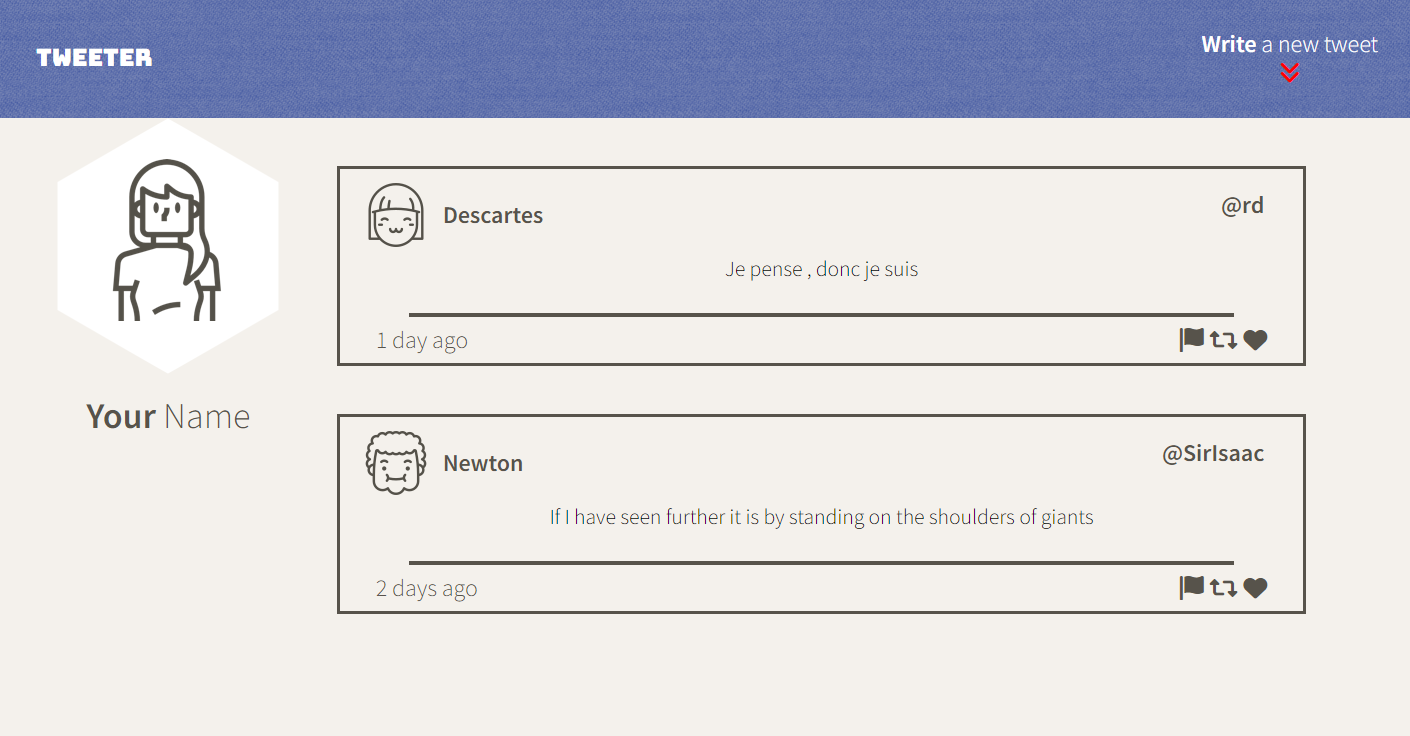 TWEETER
Write a new tweet
Your Name
Descartes
@rd
Je pense , donc je suis
1 day ago
Newton
@SirIsaac
If I have seen further it is by standing on the shoulders of giants
2 days ago